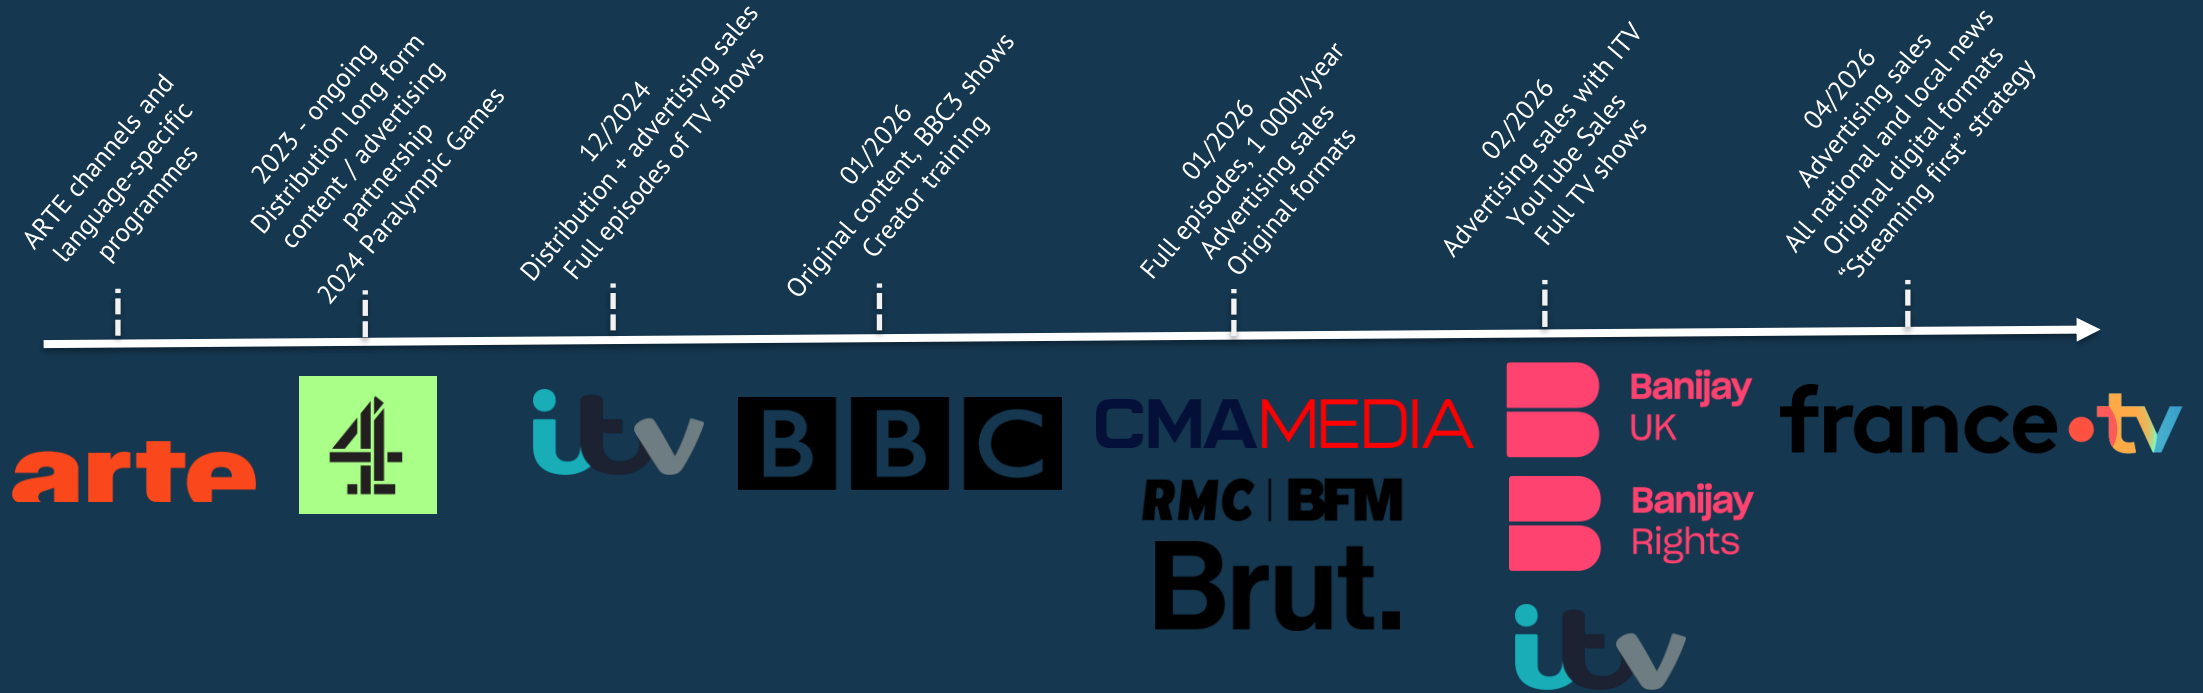 ARTE channels and
language-specific
programmes
2023 - ongoing
Distribution long form
content / advertising
partnership
2024 Paralympic Games
12/2024
Distribution + advertising sales
Full episodes of TV shows
01/2026
Original content, BBC3 shows
Creator training
01/2026
Full episodes, 1 000h/year
Advertising sales
Original formats
02/2026
Advertising sales with ITV
YouTube Sales
Full TV shows
04/2026
Advertising sales
All national and local news
Original digital formats
“Streaming first” strategy
arte
4
itv
BBC
CMAMEDIA
RMC | BFM
Brut.
Banijay
UK
Banijay
Rights
itv
france•tv